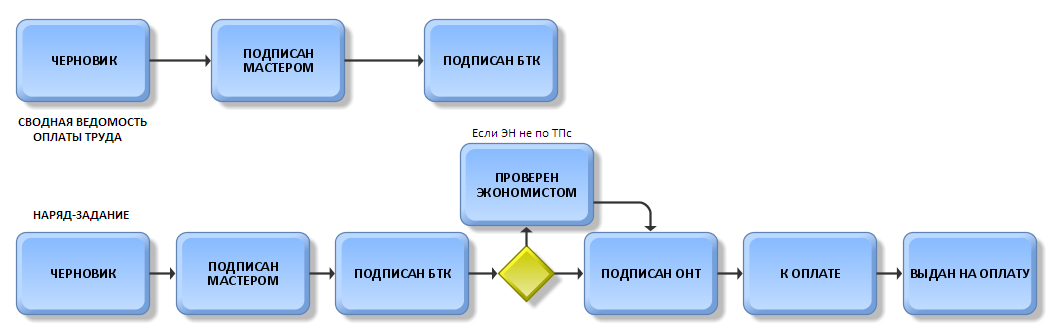 ЧЕРНОВИК
ПОДПИСАН
МАСТЕРОМ
ПОДПИСАН БТК
СВОДНАЯ ВЕДОМОСТЬ
ОПЛАТЫ ТРУДА
Если ЭН не по ТПс
ПРОВЕРЕН
ЭКОНОМИСТОМ
НАРЯД-ЗАДАНИЕ
ЧЕРНОВИК
ПОДПИСАН
МАСТЕРОМ
ПОДПИСАН БТК
ПОДПИСАН ОНТ
К ОПЛАТЕ
ВЫДАН НА ОПЛАТУ